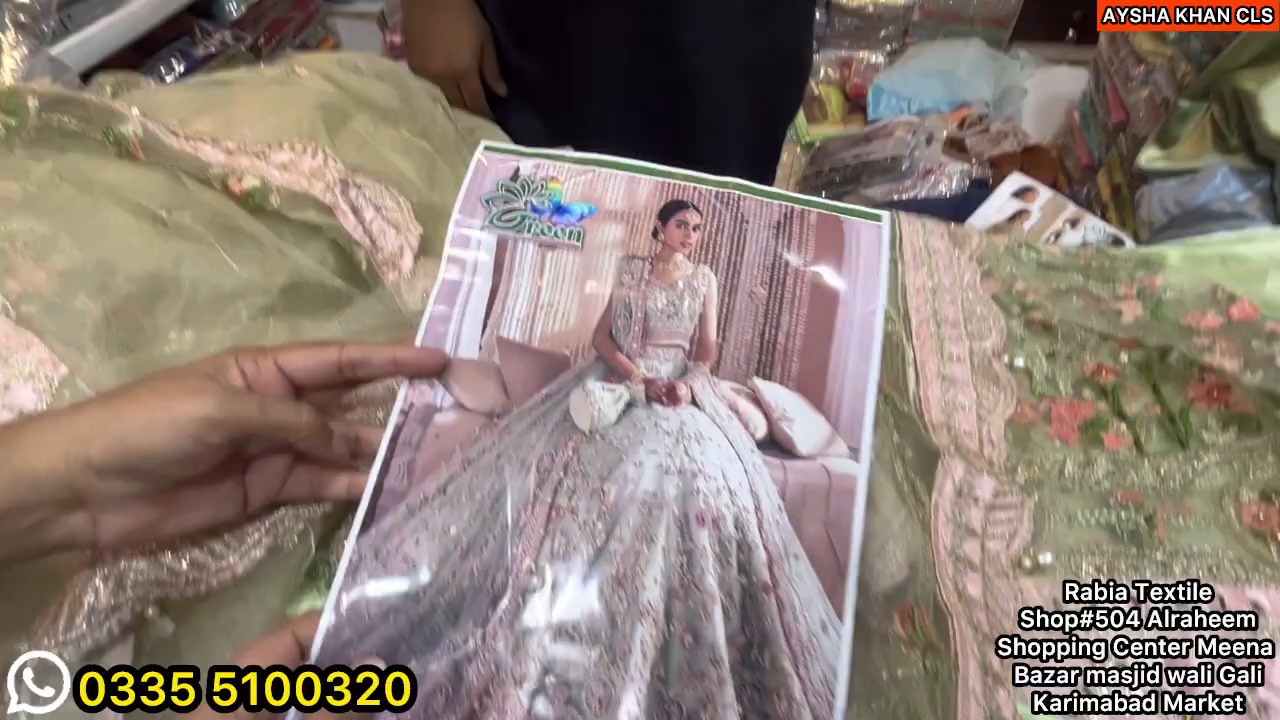 AYSHA KHAN CLS
Green
Rabia Textile
Shop#504 Alraheem
Shopping Center Meena
Bazar masjid wali Gali
Karimabad Market
0335 5100320